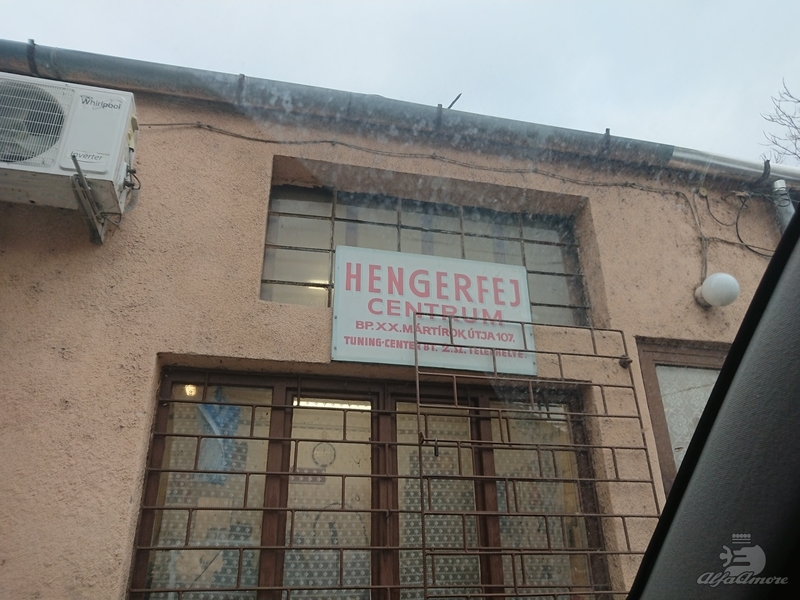 Whirlpool
inverter
HENGERFEJ
CENTRUM
BP. XX. MÁRTÍROK ÚTJA 107.
TUNING-CENTER BT. 2.SZ. TELEPHELYE.
AlfaAmore